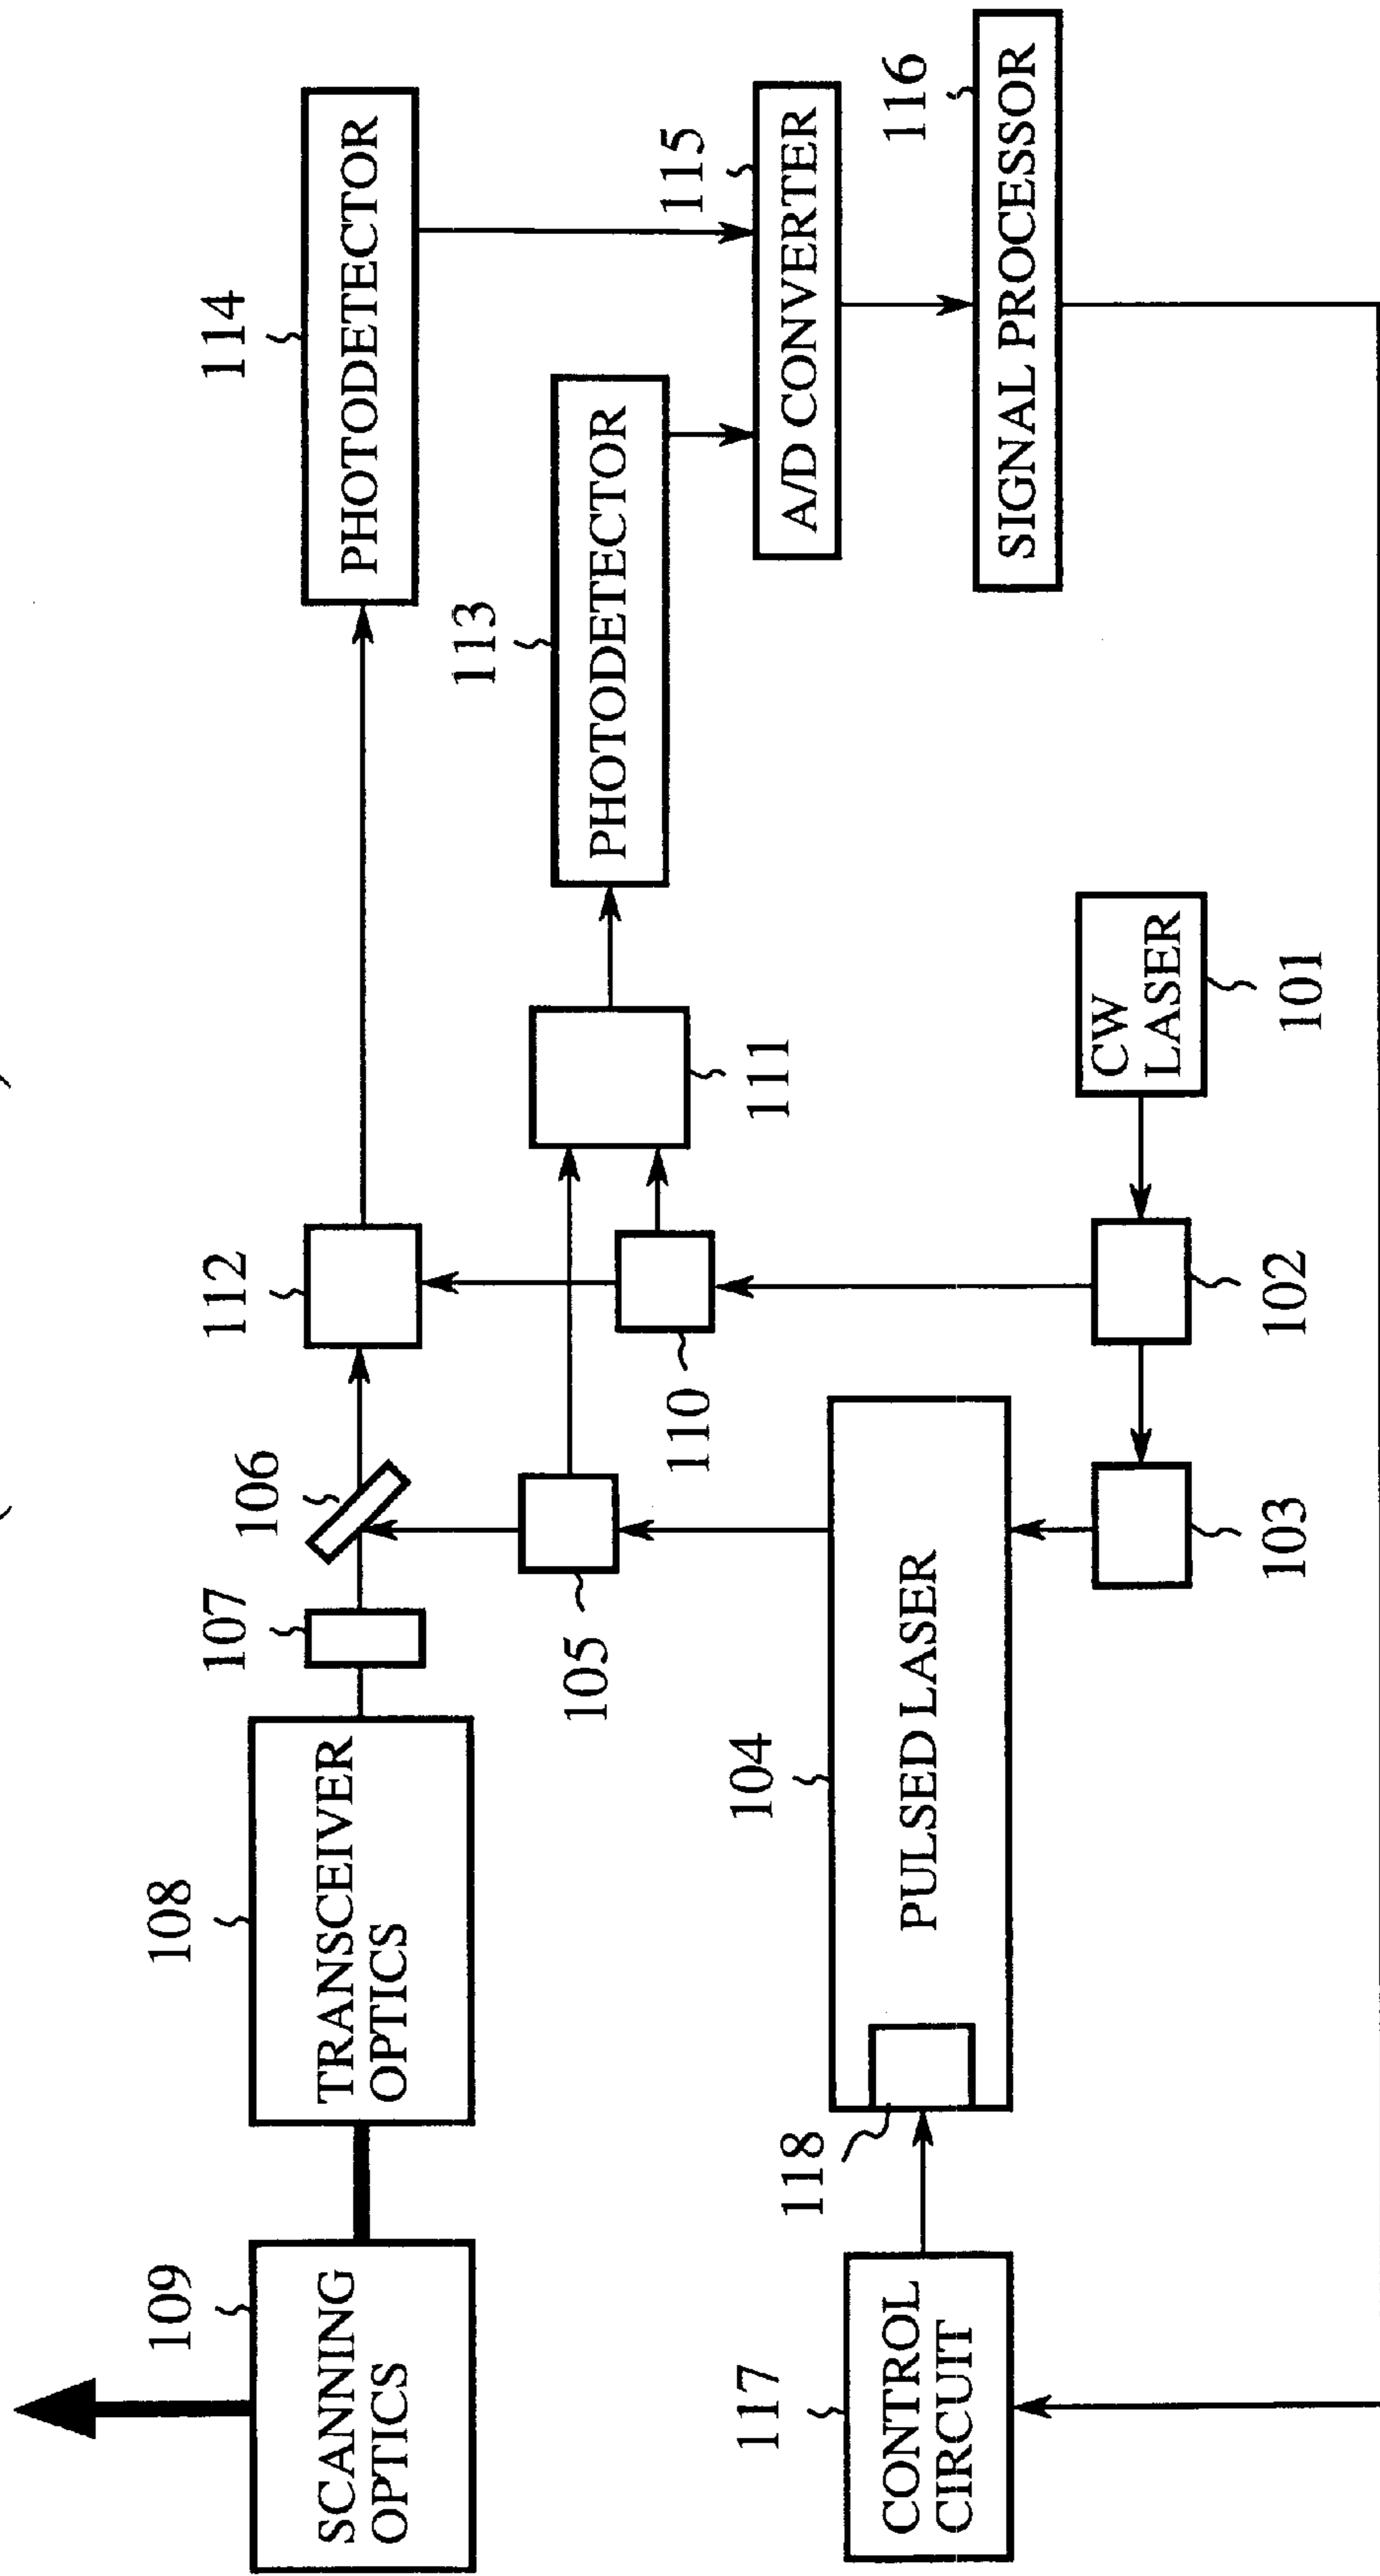 109
SCANNING
OPTICS
108
TRANSCEIVER
OPTICS
107
106
112
114
PHOTODETECTOR
105
110
111
113
PHOTODETECTOR
115
A/D CONVERTER
116
SIGNAL PROCESSOR
117
CONTROL
CIRCUIT
118
104
PULSED LASER
103
102
CW
LASER
101